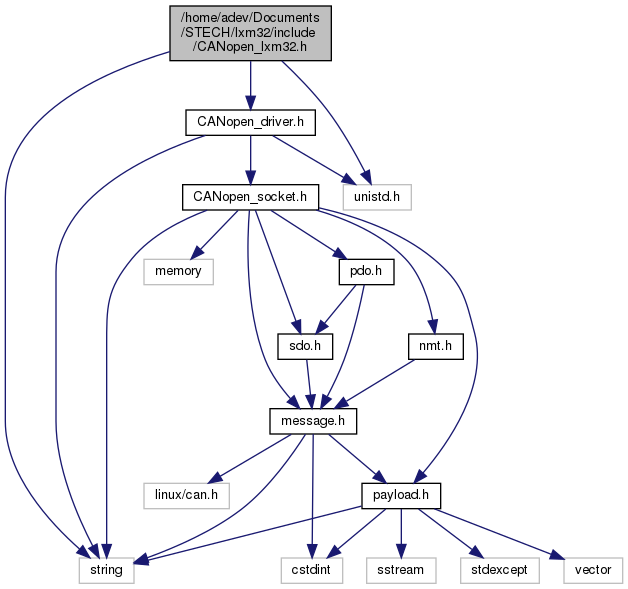 /home/adev/Documents
/STECH/lxm32/include
/CANopen_lxm32.h
CANopen_driver.h
CANopen_socket.h
unistd.h
memory
pdo.h
sdo.h
nmt.h
message.h
linux/can.h
payload.h
string
cstdint
sstream
stdexcept
vector